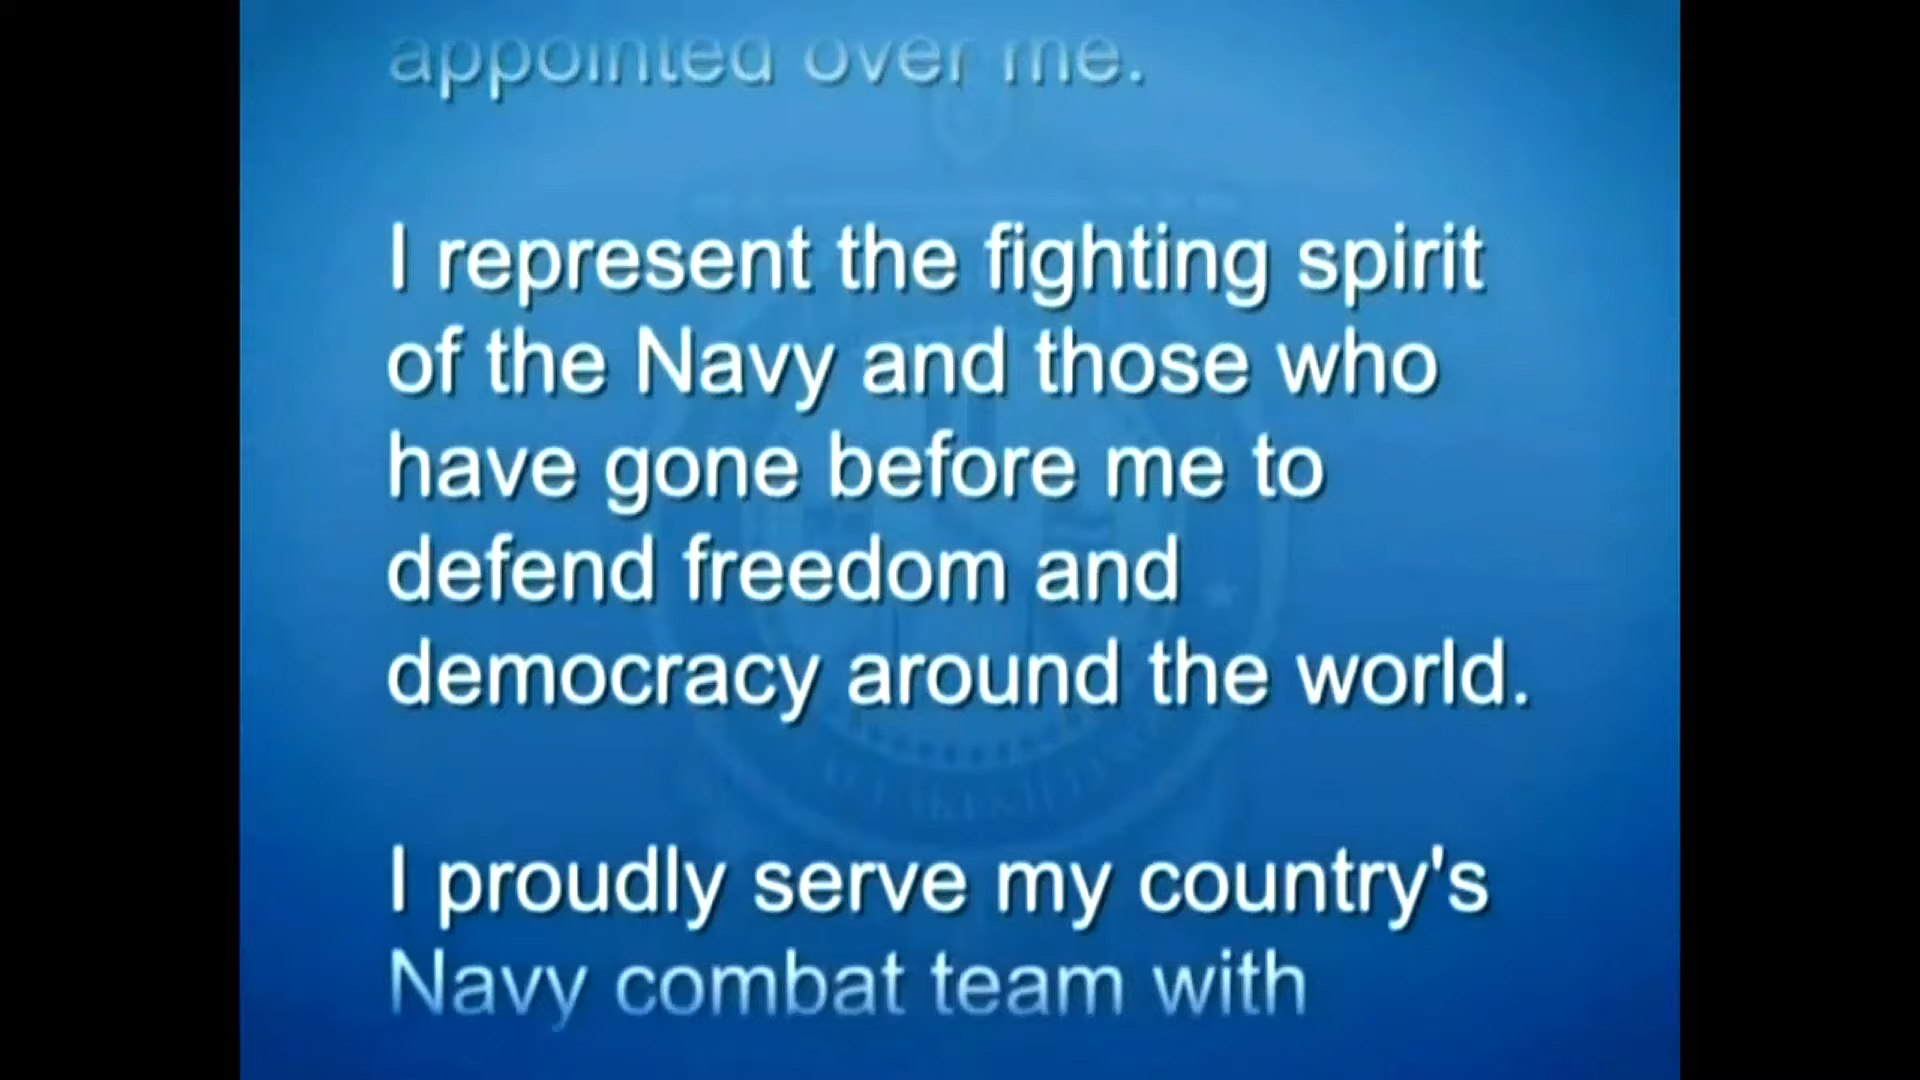 appointed over me.
I represent the fighting spirit
of the Navy and those who
have gone before me to
defend freedom and
democracy around the world.
I proudly serve my country's
Navy combat team with